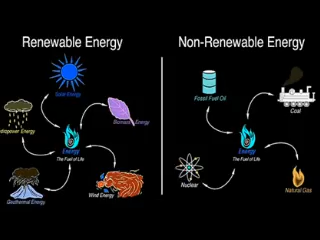 Renewable Energy
Solar Energy
Biomass Energy
Energy
The Fuel of Life
Geothermal Energy
Wind Energy
Non-Renewable Energy
Fossil Fuel Oil
Coal
Energy
The Fuel of Life
Nuclear
Natural Gas